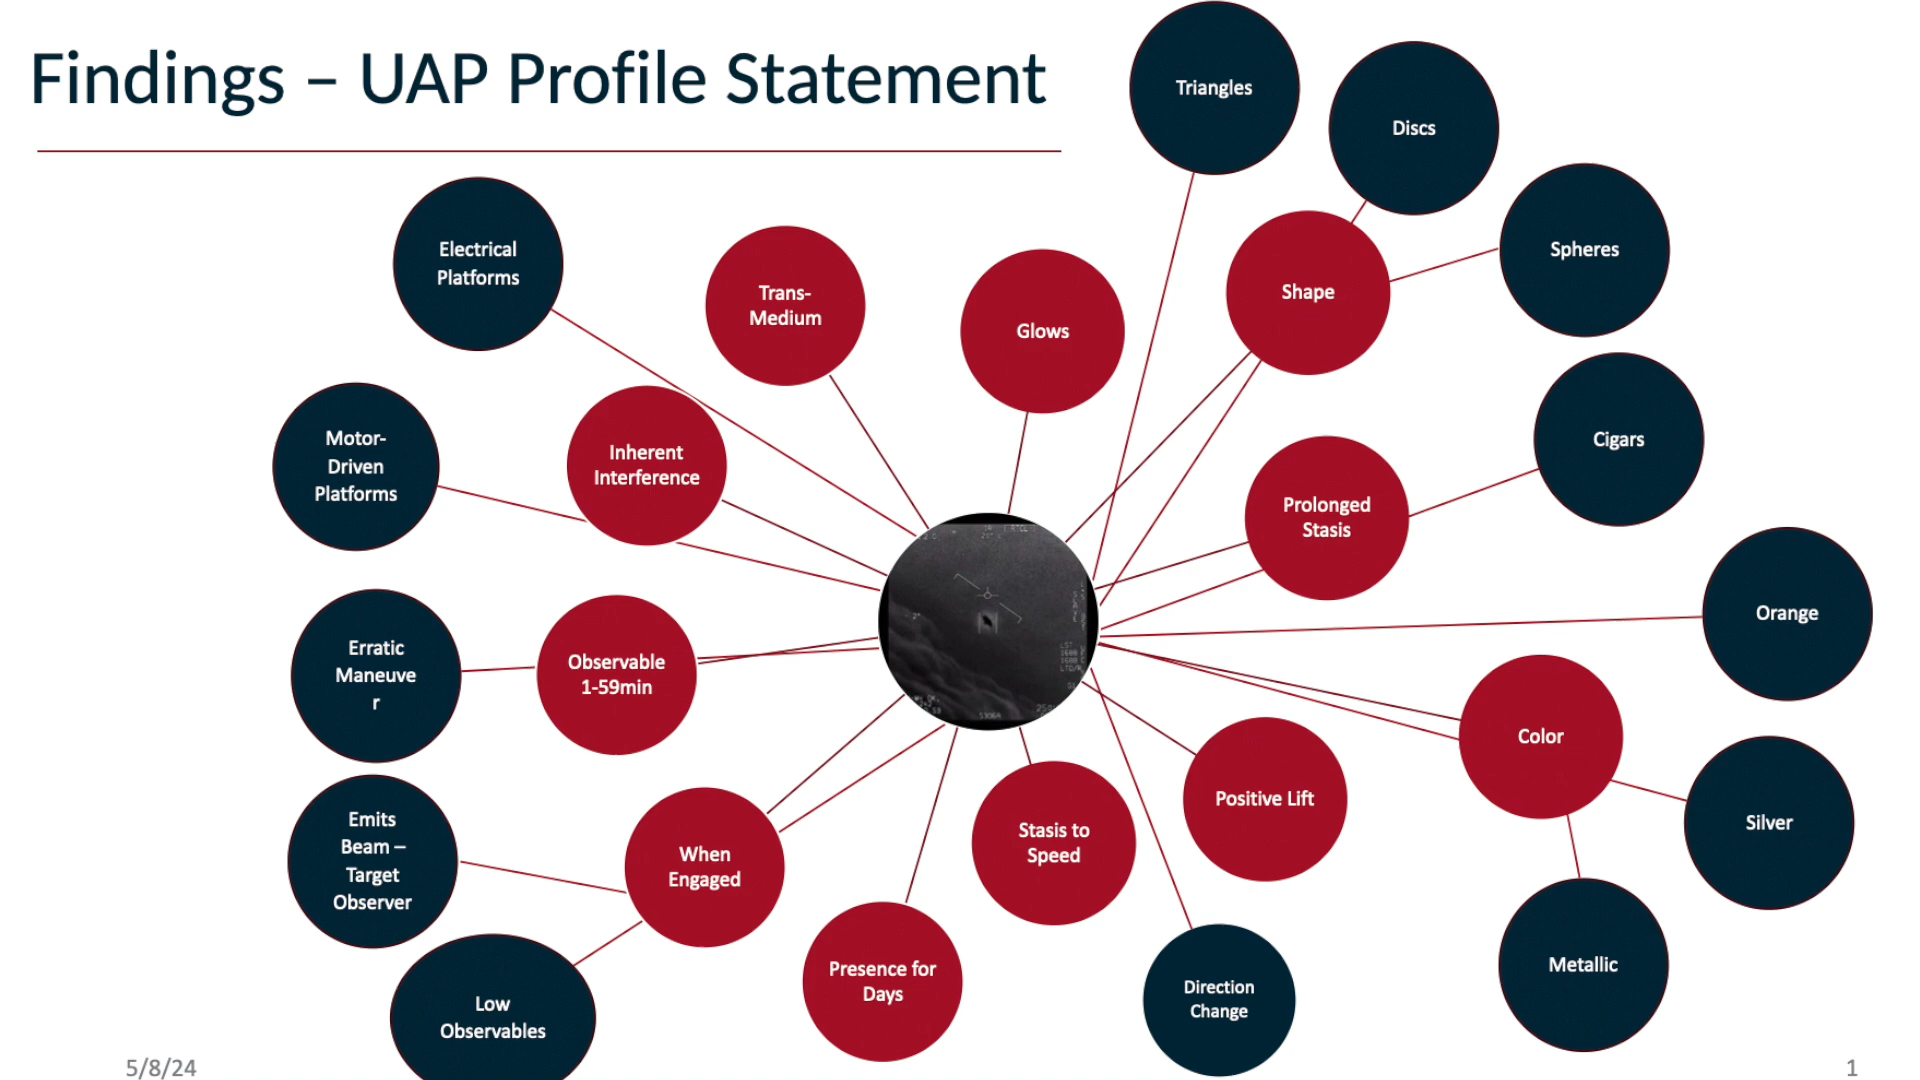 Findings – UAP Profile Statement
Triangles
Discs
Spheres
Shape
Electrical
Platforms
Trans-
Medium
Glows
Cigars
Motor-
Driven
Platforms
Inherent
Interference
Prolonged
Stasis
Orange
Erratic
Maneuve
r
Observable
1-59min
Color
Silver
Positive Lift
Emits
Beam –
Target
Observer
When
Engaged
Stasis to
Speed
Metallic
Presence for
Days
Direction
Change
Low
Observables
5/8/24
1